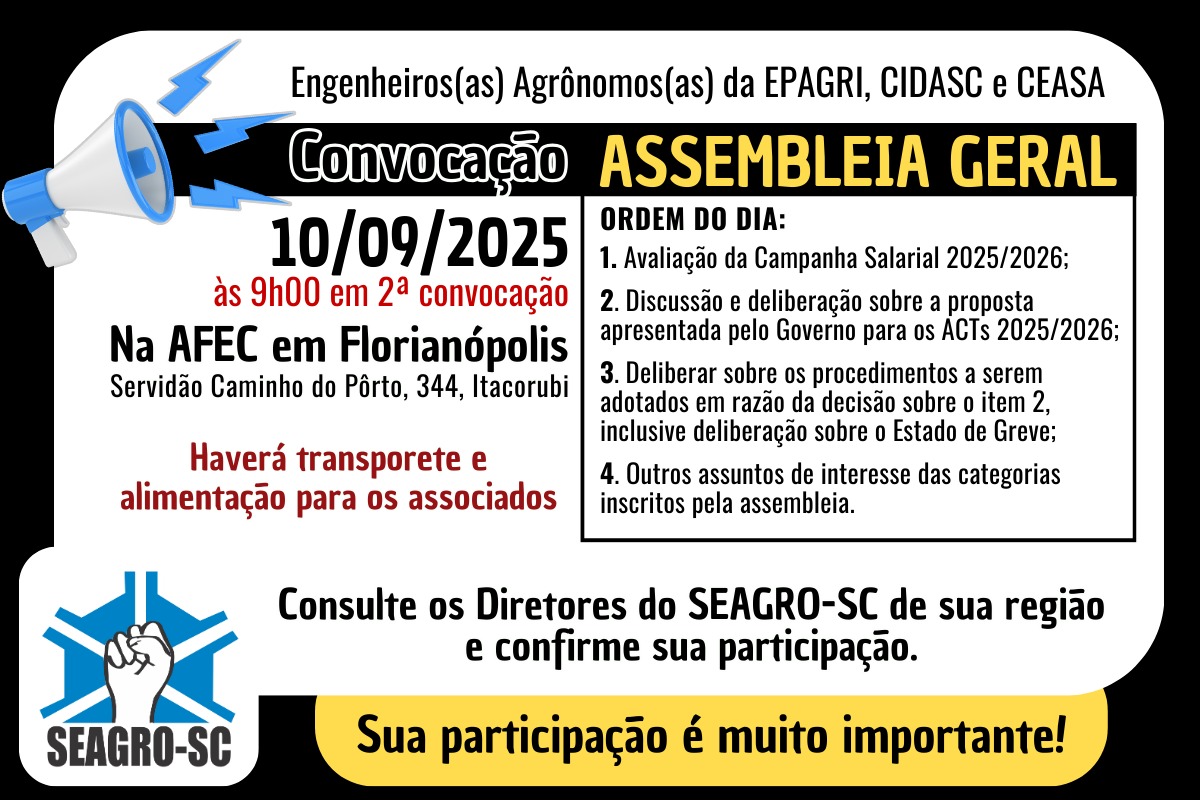 Engenheiros(as) Agrônomos(as) da EPAGRI, CIDASC e CEASA
Convocação ASSEMBLEIA GERAL
10/09/2025
às 9h00 em 2ª convocação
Na AFEC em Florianópolis
Servidão Caminho do Pôrto, 344, Itacorubi
Haverá transporete e
alimentação para os associados
ORDEM DO DIA:
1. Avaliação da Campanha Salarial 2025/2026;
2. Discussão e deliberação sobre a proposta
apresentada pelo Governo para os ACTs 2025/2026;
3. Deliberar sobre os procedimentos a serem
adotados em razão da decisão sobre o item 2,
inclusive deliberação sobre o Estado de Greve;
4. Outros assuntos de interesse das categorias
inscritos pela assembleia.
Consulte os Diretores do SEAGRO-SC de sua região
e confirme sua participação.
SEAGRO-SC
Sua participação é muito importante!